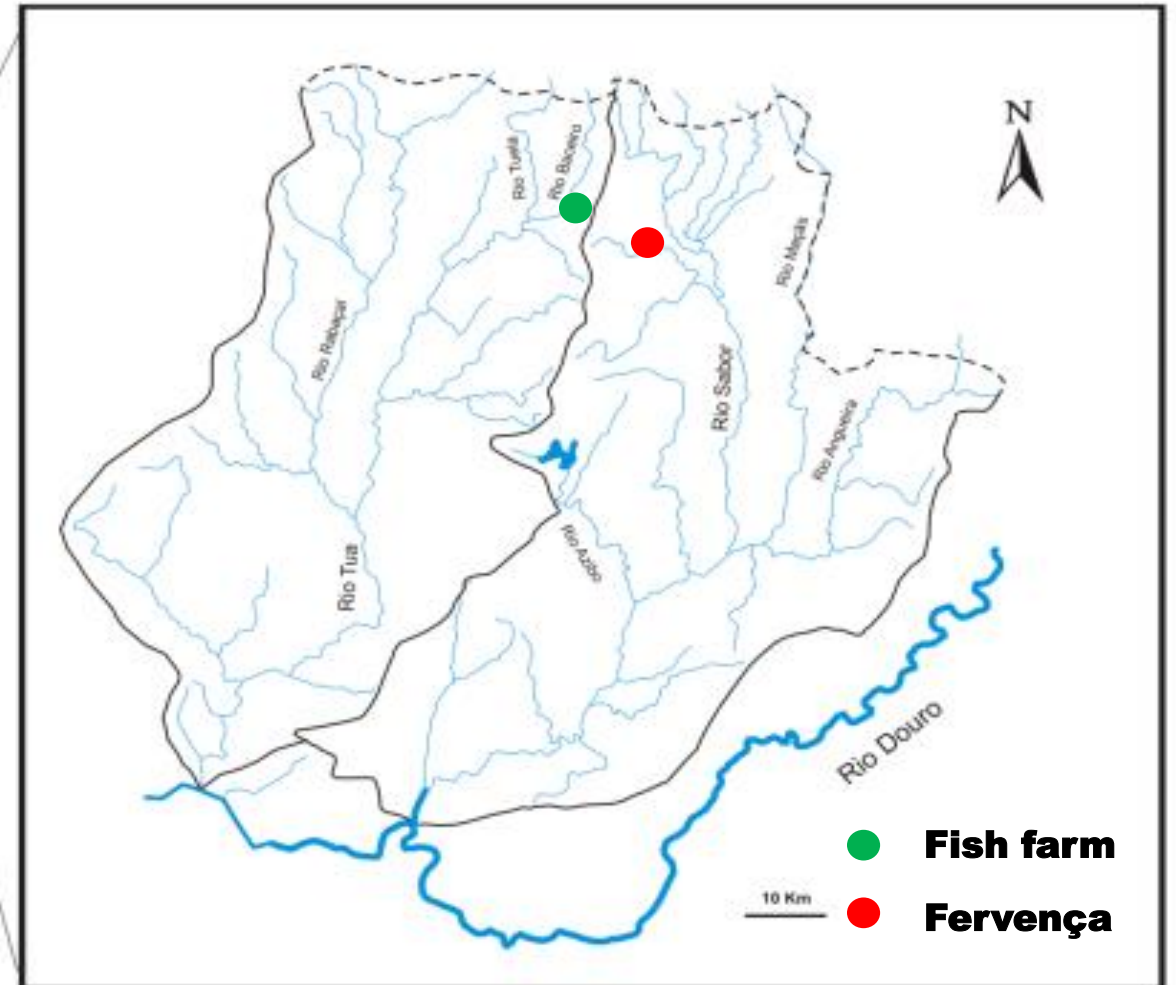 N
Rio Tuela
Rio Baceiro
Rio Maçãs
Rio Rabaçal
Rio Sabor
Rio Angueira
Rio Azibo
Rio Tua
Rio Douro
Fish farm
10 Km
Fervença